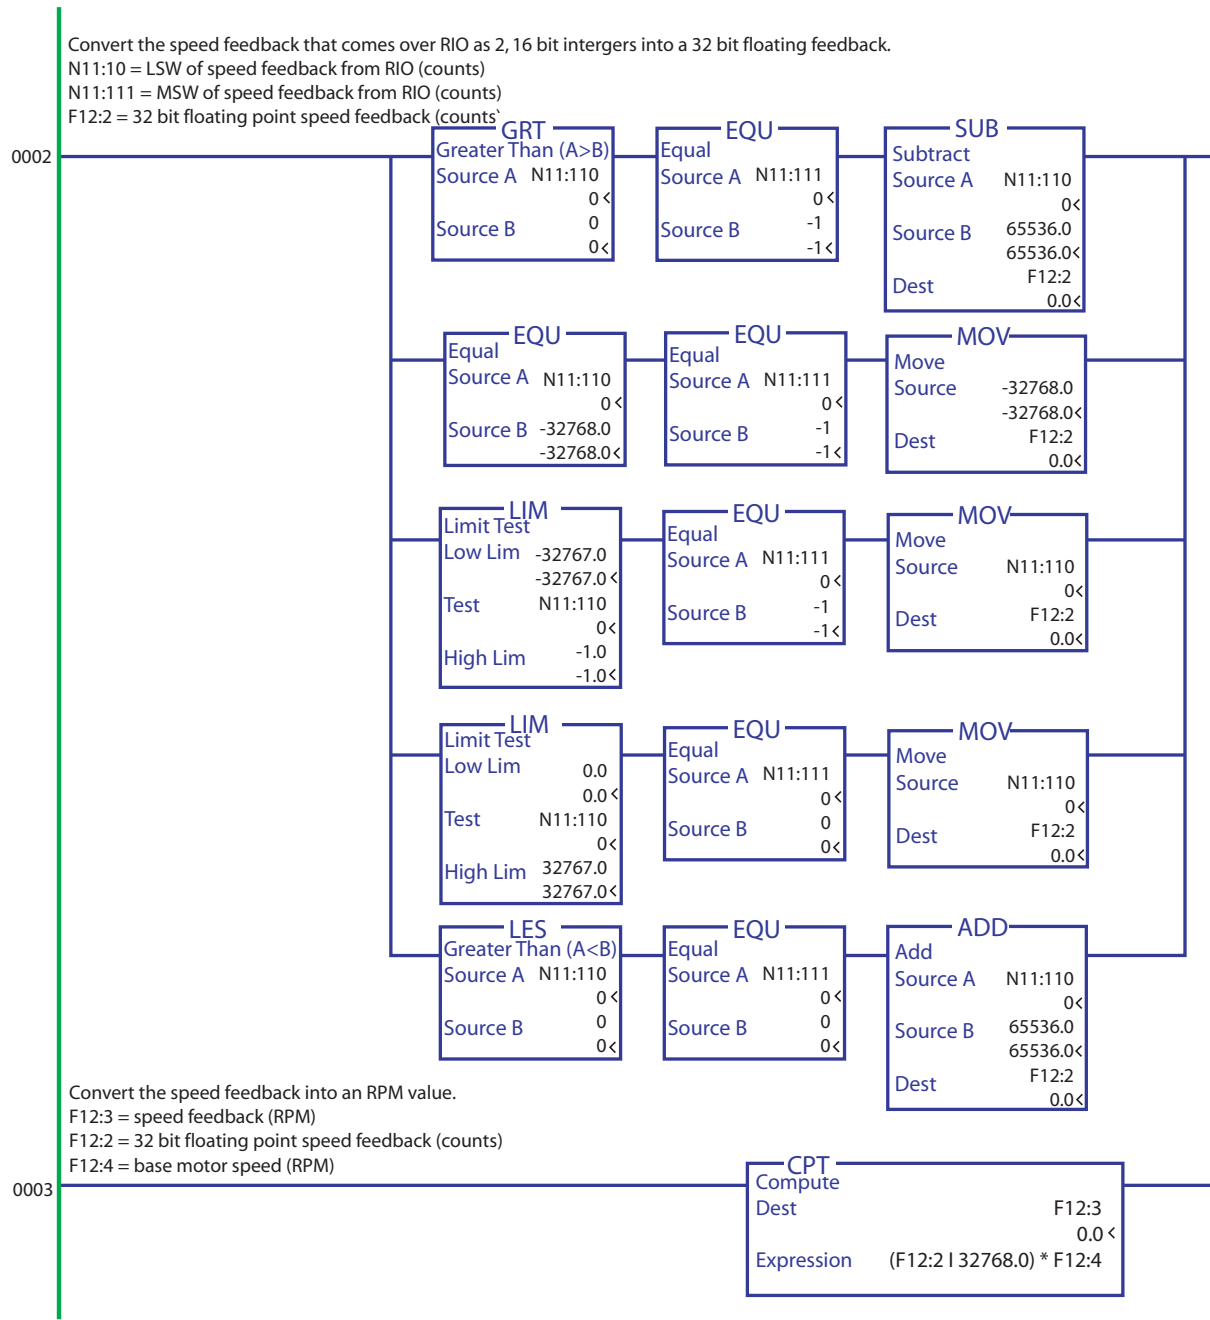 Convert the speed feedback that comes over RIO as 2, 16 bit intergers into a 32 bit floating feedback.
N11:10 = LSW of speed feedback from RIO (counts)
N11:111 = MSW of speed feedback from RIO (counts)
F12:2 = 32 bit floating point speed feedback (counts`
0002
GRT
Greater Than (A>B)
Source A N11:110
0<
Source B 0
0<
EQU
Equal
Source A N11:111
0<
Source B -1
-1<
SUB
Subtract
Source A N11:110
0<
Source B 65536.0
65536.0<
Dest F12:2
0.0<
EQU
Equal
Source A N11:110
0<
Source B -32768.0
-32768.0<
EQU
Equal
Source A N11:111
0<
Source B -1
-1<
MOV
Move
Source -32768.0
-32768.0<
Dest F12:2
0.0<
LIM
Limit Test
Low Lim -32767.0
-32767.0<
Test N11:110
0<
High Lim -1.0
-1.0<
EQU
Equal
Source A N11:111
0<
Source B -1
-1<
MOV
Move
Source N11:110
0<
Dest F12:2
0.0<
LIM
Limit Test
Low Lim 0.0
0.0<
Test N11:110
0<
High Lim 32767.0
32767.0<
EQU
Equal
Source A N11:111
0<
Source B 0
0<
MOV
Move
Source N11:110
0<
Dest F12:2
0.0<
LES
Greater Than (A<B)
Source A N11:110
0<
Source B 0
0<
EQU
Equal
Source A N11:111
0<
Source B 0
0<
ADD
Add
Source A N11:110
0<
Source B 65536.0
65536.0<
Dest F12:2
0.0<
Convert the speed feedback into an RPM value.
F12:3 = speed feedback (RPM)
F12:2 = 32 bit floating point speed feedback (counts)
F12:4 = base motor speed (RPM)
0003
CPT
Compute
Dest F12:3
0.0<
Expression (F12:2 I 32768.0) * F12:4